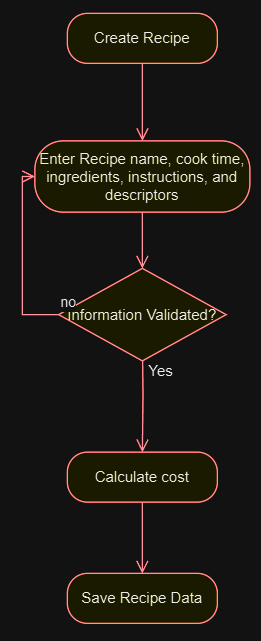 Create Recipe
Enter Recipe name, cook time,
ingredients, instructions, and
descriptors
no
information Validated?
Yes
Calculate cost
Save Recipe Data